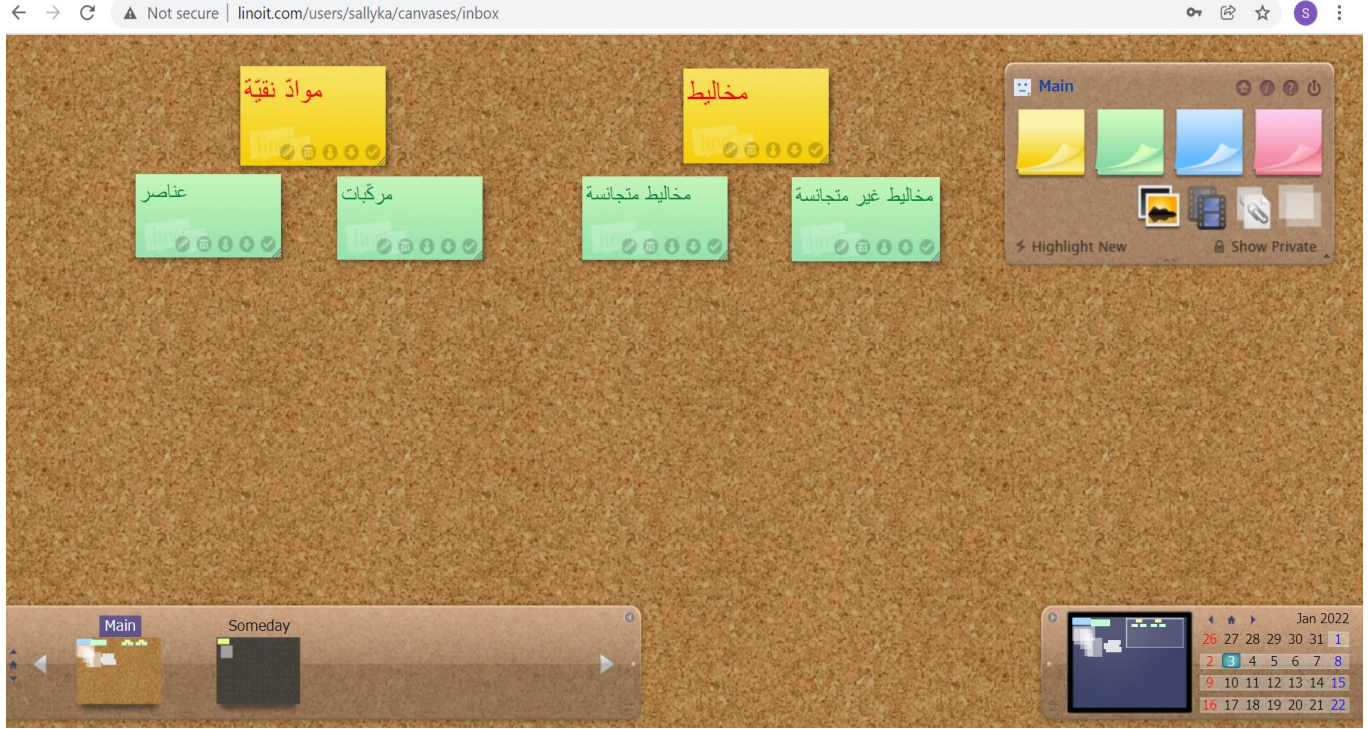 Not secure | linoit.com/users/sallyka/canvases/inbox
S
موادّ نقيّة
مخاليط
عناصر
مركّبات
مخاليط متجانسة
مخاليط غير متجانسة
Main
Highlight New
Show Private
Main
Someday
Jan 2022
26 27 28 29 30 31 1
2 3 4 5 6 7 8
9 10 11 12 13 14 15
16 17 18 19 20 21 22